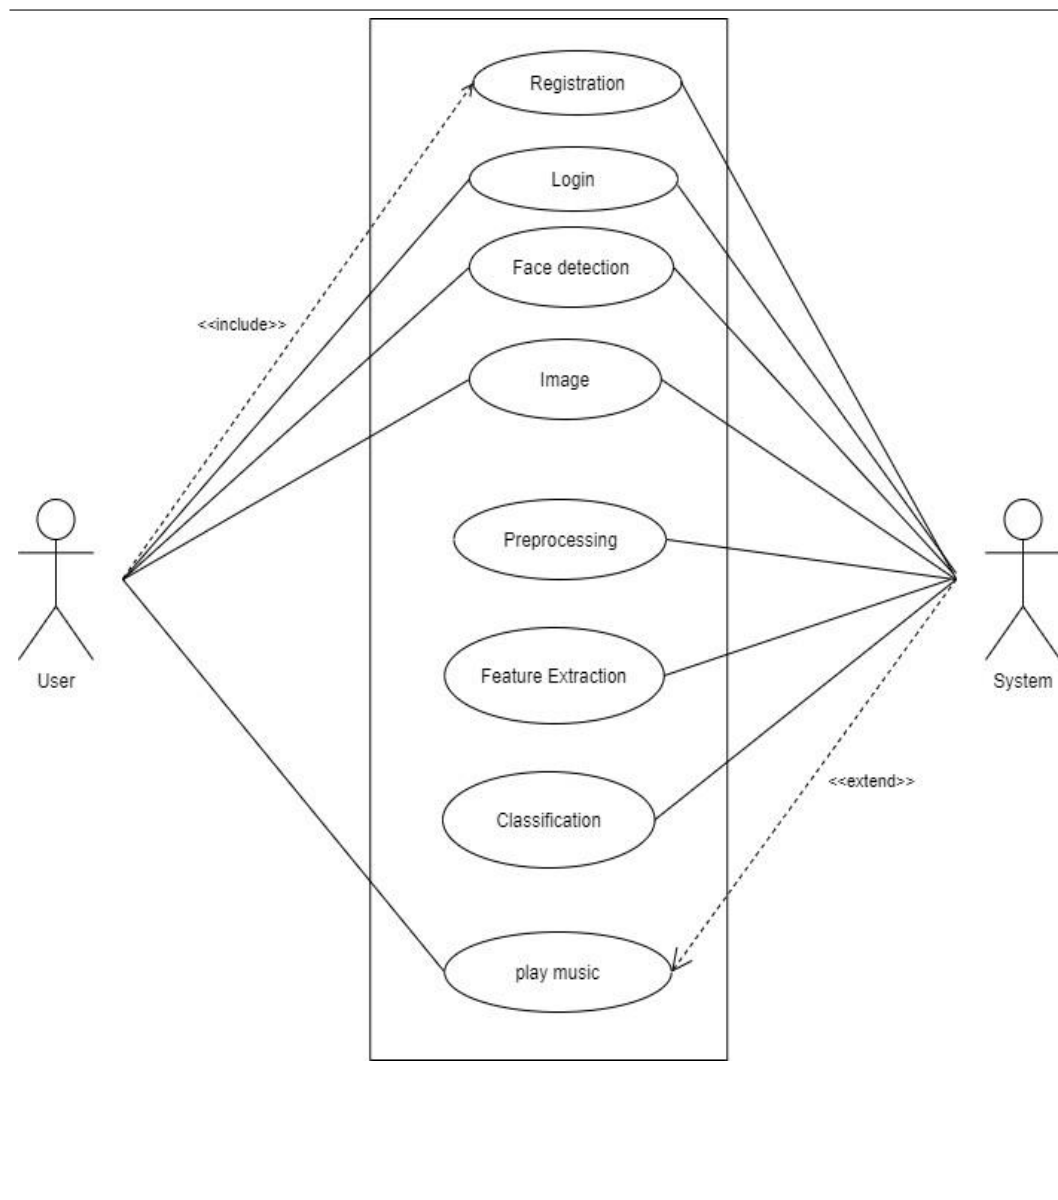 Registration
Login
Face detection
<<include>>
Image
Preprocessing
Feature Extraction
User
System
<<extend>>
Classification
play music